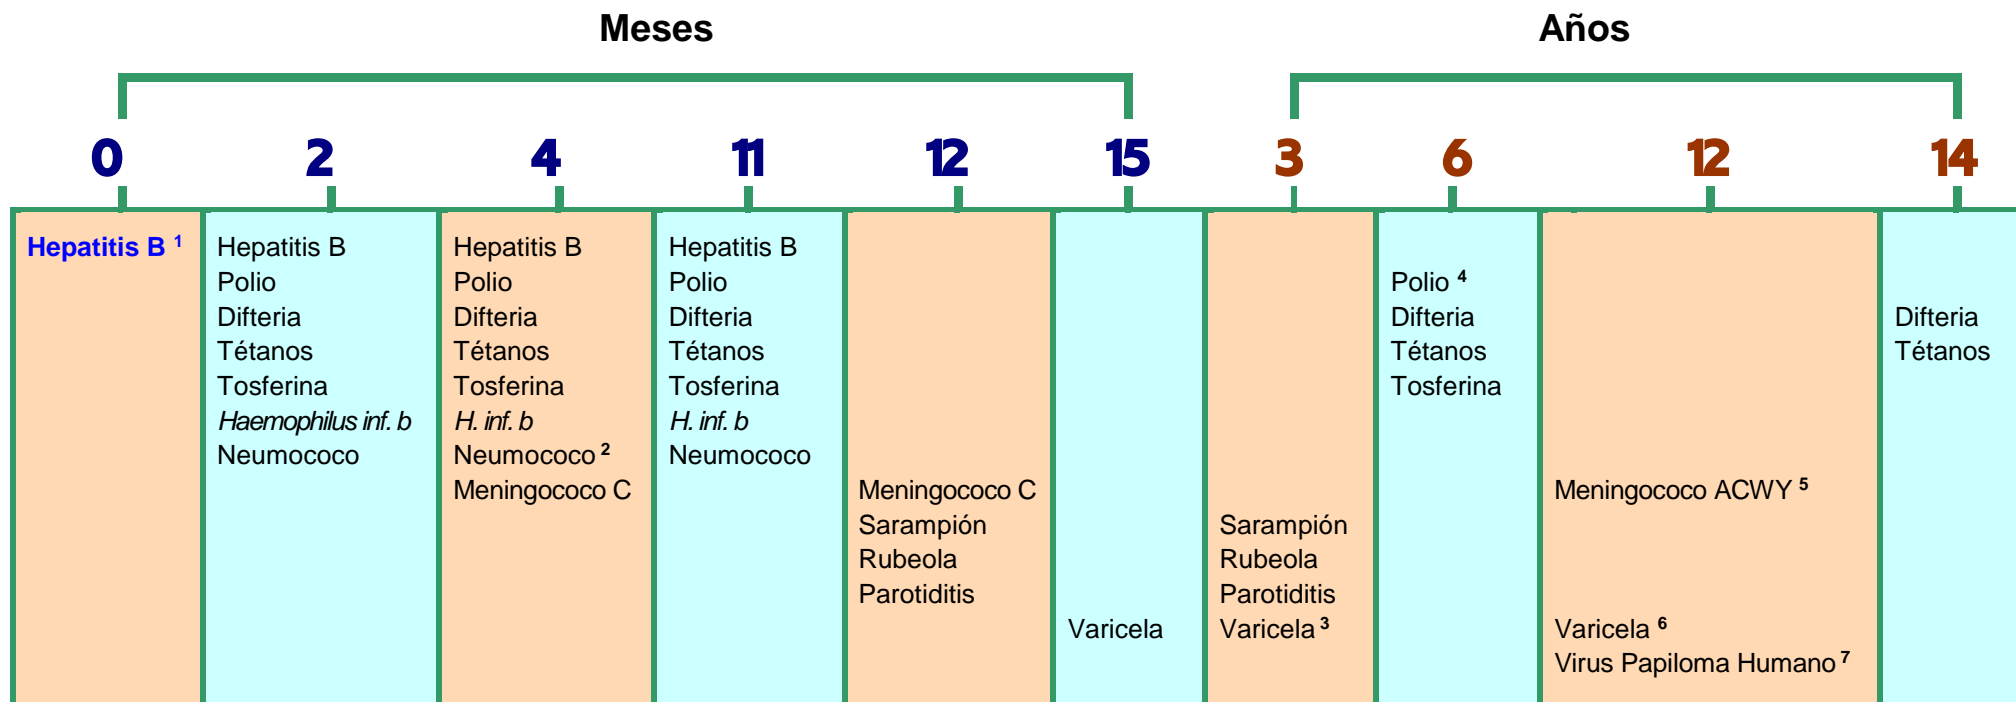 Meses
Años
0
2
4
11
12
15
3
6
12
14
Hepatitis B ¹
Hepatitis B
Polio
Difteria
Tétanos
Tosferina
Haemophilus inf. b
Neumococo
Hepatitis B
Polio
Difteria
Tétanos
Tosferina
H. inf. b
Neumococo ²
Meningococo C
Hepatitis B
Polio
Difteria
Tétanos
Tosferina
H. inf. b
Neumococo
Meningococo C
Sarampión
Rubeola
Parotiditis
Varicela
Sarampión
Rubeola
Parotiditis
Varicela ³
Polio ⁴
Difteria
Tétanos
Tosferina
Meningococo ACWY ⁵
Varicela ⁶
Virus Papiloma Humano ⁷
Difteria
Tétanos